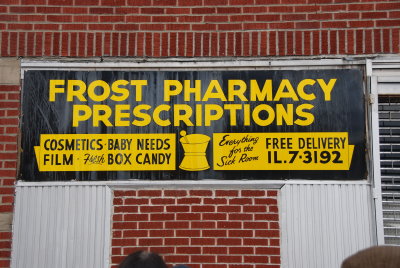 FROST PHARMACY
PRESCRIPTIONS
COSMETICS·BABY NEEDS
FILM·Fresh BOX CANDY
Everything
for the
Sick Room
FREE DELIVERY
IL.7-3192